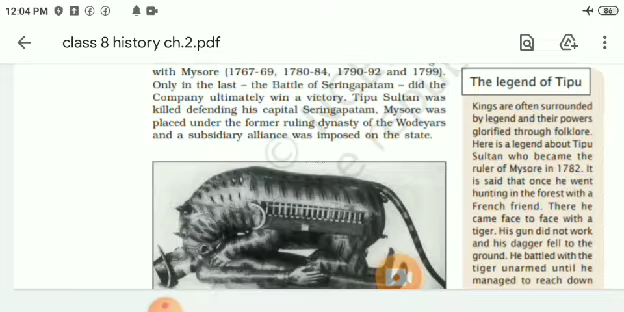 12:04 PM
86
class 8 history ch.2.pdf
with Mysore (1767-69, 1780-84, 1790-92 and 1799).
Only in the last – the Battle of Seringapatam – did the
Company ultimately win a victory. Tipu Sultan was
killed defending his capital Seringapatam. Mysore was
placed under the former ruling dynasty of the Wodeyars
and a subsidiary alliance was imposed on the state.
The legend of Tipu
Kings are often surrounded
by legend and their powers
glorified through folklore.
Here is a legend about Tipu
Sultan who became the
ruler of Mysore in 1782. It
is said that once he went
hunting in the forest with a
French friend. There he
came face to face with a
tiger. His gun did not work
and his dagger fell to the
ground. He battled with the
tiger unarmed until he
managed to reach down